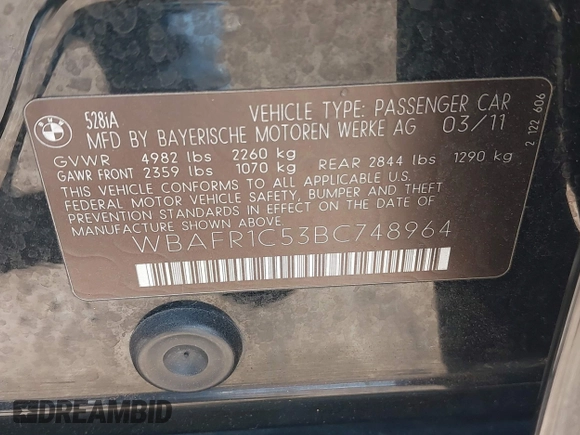 BMW
528iA
VEHICLE TYPE: PASSENGER CAR
MFD BY BAYERISCHE MOTOREN WERKE AG 03/11
GVWR 4982 lbs 2260 kg
GAWR FRONT 2359 lbs 1070 kg REAR 2844 lbs 1290 kg
THIS VEHICLE CONFORMS TO ALL APPLICABLE U.S.
FEDERAL MOTOR VEHICLE SAFETY, BUMPER AND THEFT
PREVENTION STANDARDS IN EFFECT ON THE DATE OF
MANUFACTURE SHOWN ABOVE.
WBAFR1C53BC748964
2 122 606
DREAMBID